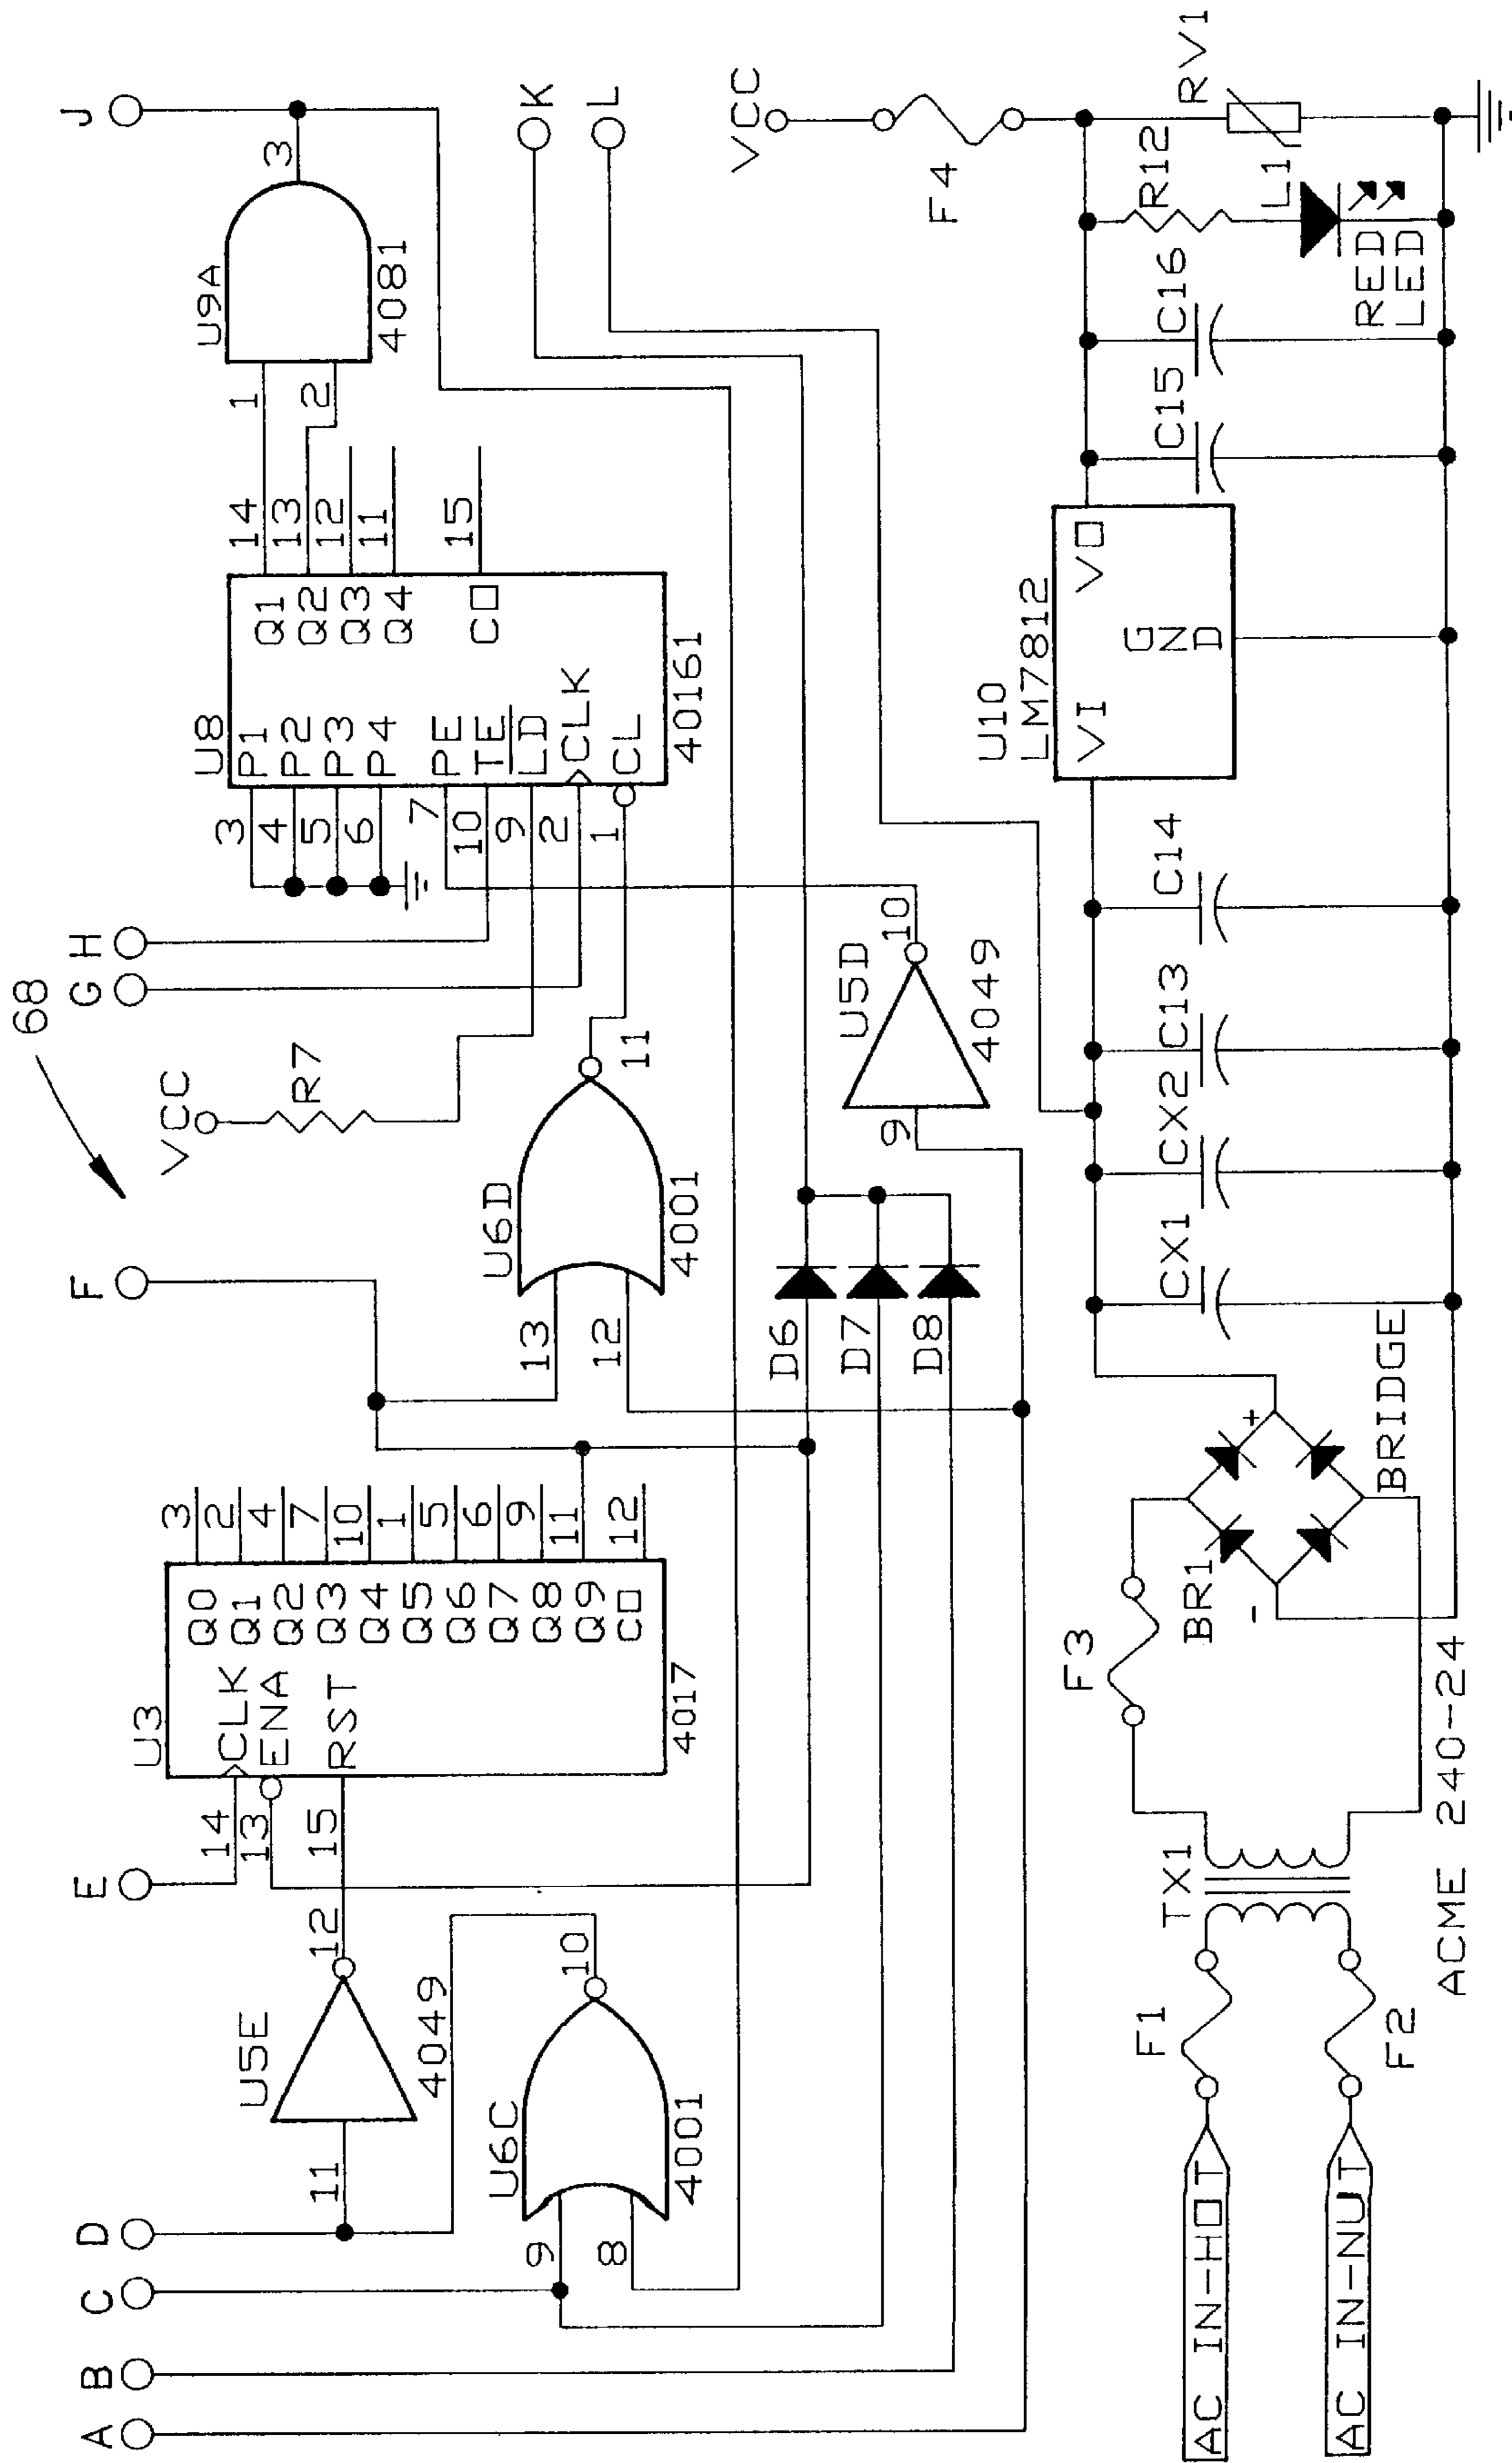 68
A
B
C
D
E
F
G
H
J
K
L
U5E
11
12
4049
U6C
9
8
10
4001
U3
14
13
15
CLK
ENA
RST
Q0
Q1
Q2
Q3
Q4
Q5
Q6
Q7
Q8
Q9
CO
3
2
4
7
10
1
5
6
9
11
12
4017
VCC
R7
U6D
13
12
11
4001
U8
3
4
5
6
7
10
9
2
1
P1
P2
P3
P4
PE
TE
LD
CLK
CL
Q1
Q2
Q3
Q4
CO
14
13
12
11
15
40161
U9A
1
2
3
4081
D6
D7
D8
U5D
9
10
4049
AC IN-HOT
AC IN-NUT
F1
F2
TX1
ACME 240-24
F3
BR1
-
+
BRIDGE
CX1
CX2
C13
C14
U10
LM7812
VI
VO
GND
C15
C16
R12
L1
RED
LED
RV1
F4
VCC